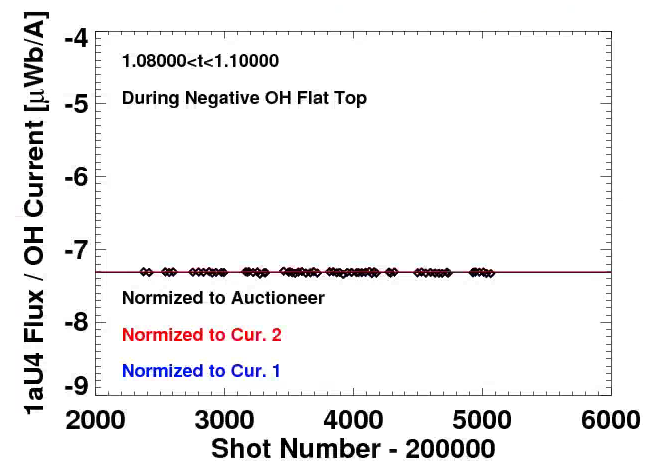 1aU4 Flux / OH Current [μWb/A]
-4
-5
-6
-7
-8
-9
1.08000<t<1.10000
During Negative OH Flat Top
Normized to Auctioneer
Normized to Cur. 2
Normized to Cur. 1
2000 3000 4000 5000 6000
Shot Number - 200000